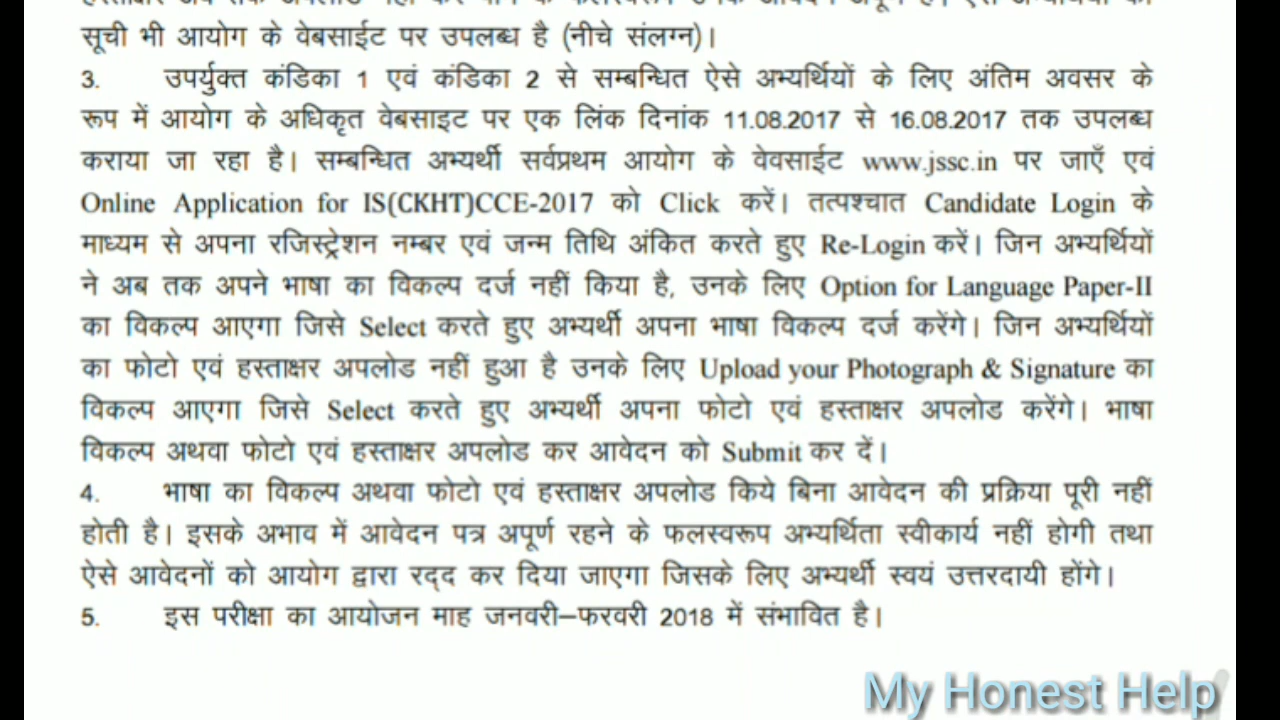 सूची भी आयोग के वेबसाईट पर उपलब्ध है (नीचे संलग्न)।
3. उपर्युक्त कंडिका 1 एवं कंडिका 2 से सम्बन्धित ऐसे अभ्यर्थियों के लिए अंतिम अवसर के
रूप में आयोग के अधिकृत वेबसाइट पर एक लिंक दिनांक 11.08.2017 से 16.08.2017 तक उपलब्ध
कराया जा रहा है। सम्बन्धित अभ्यर्थी सर्वप्रथम आयोग के वेवसाईट www.jssc.in पर जाएँ एवं
Online Application for IS(CKHT)CCE-2017 को Click करें। तत्पश्चात Candidate Login के
माध्यम से अपना रजिस्ट्रेशन नम्बर एवं जन्म तिथि अंकित करते हुए Re-Login करें। जिन अभ्यर्थियों
ने अब तक अपने भाषा का विकल्प दर्ज नहीं किया है, उनके लिए Option for Language Paper-II
का विकल्प आएगा जिसे Select करते हुए अभ्यर्थी अपना भाषा विकल्प दर्ज करेंगे। जिन अभ्यर्थियों
का फोटो एवं हस्ताक्षर अपलोड नहीं हुआ है उनके लिए Upload your Photograph & Signature का
विकल्प आएगा जिसे Select करते हुए अभ्यर्थी अपना फोटो एवं हस्ताक्षर अपलोड करेंगे। भाषा
विकल्प अथवा फोटो एवं हस्ताक्षर अपलोड कर आवेदन को Submit कर दें।
4. भाषा का विकल्प अथवा फोटो एवं हस्ताक्षर अपलोड किये बिना आवेदन की प्रक्रिया पूरी नहीं
होती है। इसके अभाव में आवेदन पत्र अपूर्ण रहने के फलस्वरूप अभ्यर्थिता स्वीकार्य नहीं होगी तथा
ऐसे आवेदनों को आयोग द्वारा रद्द कर दिया जाएगा जिसके लिए अभ्यर्थी स्वयं उत्तरदायी होंगे।
5. इस परीक्षा का आयोजन माह जनवरी–फरवरी 2018 में संभावित है।
My Honest Help